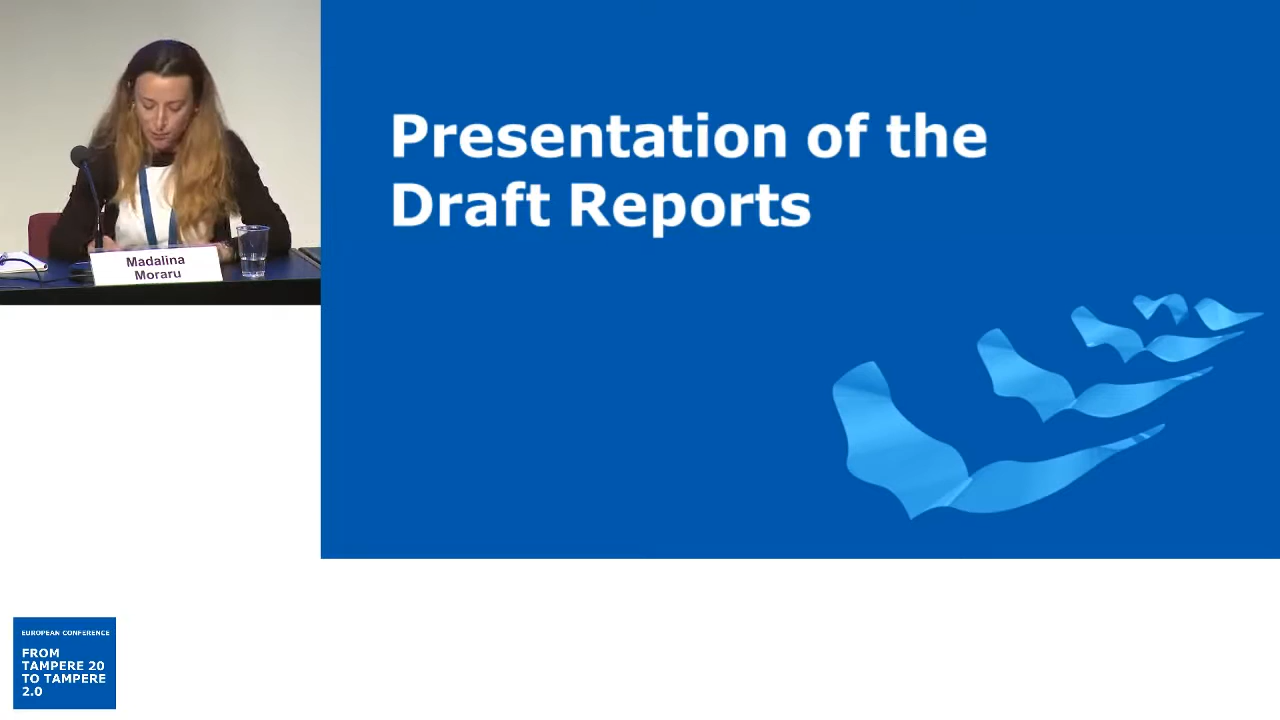 Presentation of the
Draft Reports
Madalina
Moraru
EUROPEAN CONFERENCE
FROM
TAMPERE 20
TO TAMPERE
2.0